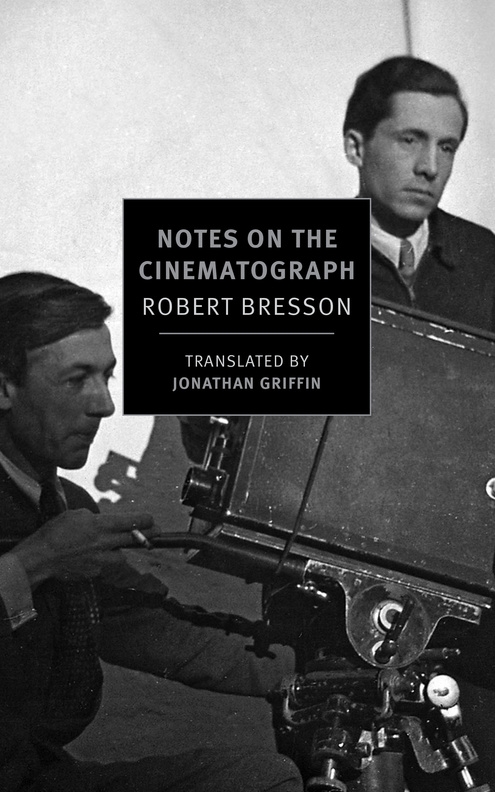 NOTES ON THE
CINEMATOGRAPH
ROBERT BRESSON
TRANSLATED BY
JONATHAN GRIFFIN